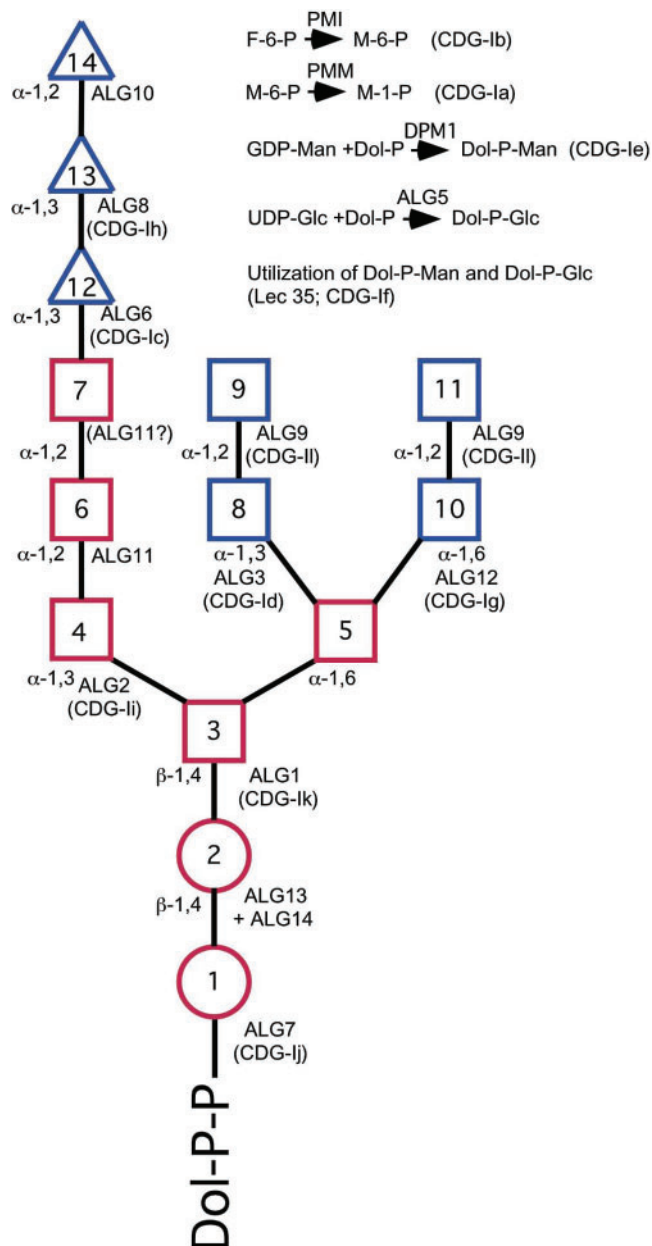 PMI
F-6-P M-6-P (CDG-Ib)
PMM
M-6-P M-1-P (CDG-Ia)
DPM1
GDP-Man +Dol-P Dol-P-Man (CDG-Ie)
ALG5
UDP-Glc +Dol-P Dol-P-Glc
Utilization of Dol-P-Man and Dol-P-Glc
(Lec 35; CDG-If)
14
α-1,2 ALG10
13
α-1,3 ALG8
(CDG-Ih)
12
α-1,3 ALG6
(CDG-Ic)
7
(ALG11?)
α-1,2
6
α-1,2 ALG11
4
α-1,3 ALG2
(CDG-Ii)
9
ALG9
α-1,2 (CDG-Il)
8
α-1,3
ALG3
(CDG-Id)
11
ALG9
α-1,2 (CDG-Il)
10
α-1,6
ALG12
(CDG-Ig)
5
α-1,6
3
β-1,4 ALG1
(CDG-Ik)
2
β-1,4 ALG13
+ ALG14
1
ALG7
(CDG-Ij)
Dol-P-P